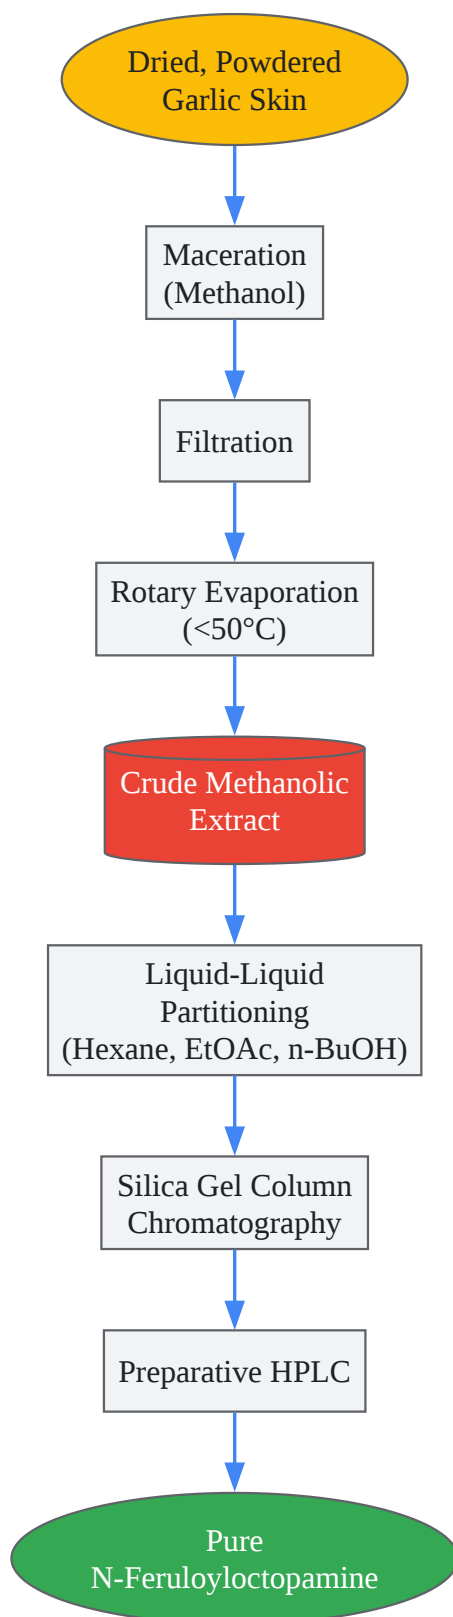 Dried, Powdered
Garlic Skin
Maceration
(Methanol)
Filtration
Rotary Evaporation
(<50°C)
Crude Methanolic
Extract
Liquid-Liquid
Partitioning
(Hexane, EtOAc, n-BuOH)
Silica Gel Column
Chromatography
Preparative HPLC
Pure
N-Feruloyloctopamine